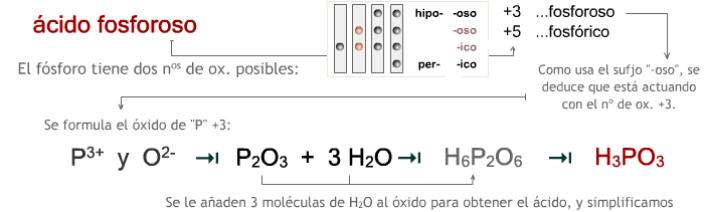 ácido fosforoso
hipo- -oso +3 ...fosforoso
-oso +5 ...fosfórico
-ico
per- -ico
El fósforo tiene dos nºs de ox. posibles:
Como usa el sufjo "-oso", se
deduce que está actuando
con el nº de ox. +3.
Se formula el óxido de "P" +3:
P³⁺ y O²⁻ → P₂O₃ + 3 H₂O → H₆P₂O₆ → H₃PO₃
Se le añaden 3 moléculas de H₂O al óxido para obtener el ácido, y simplificamos